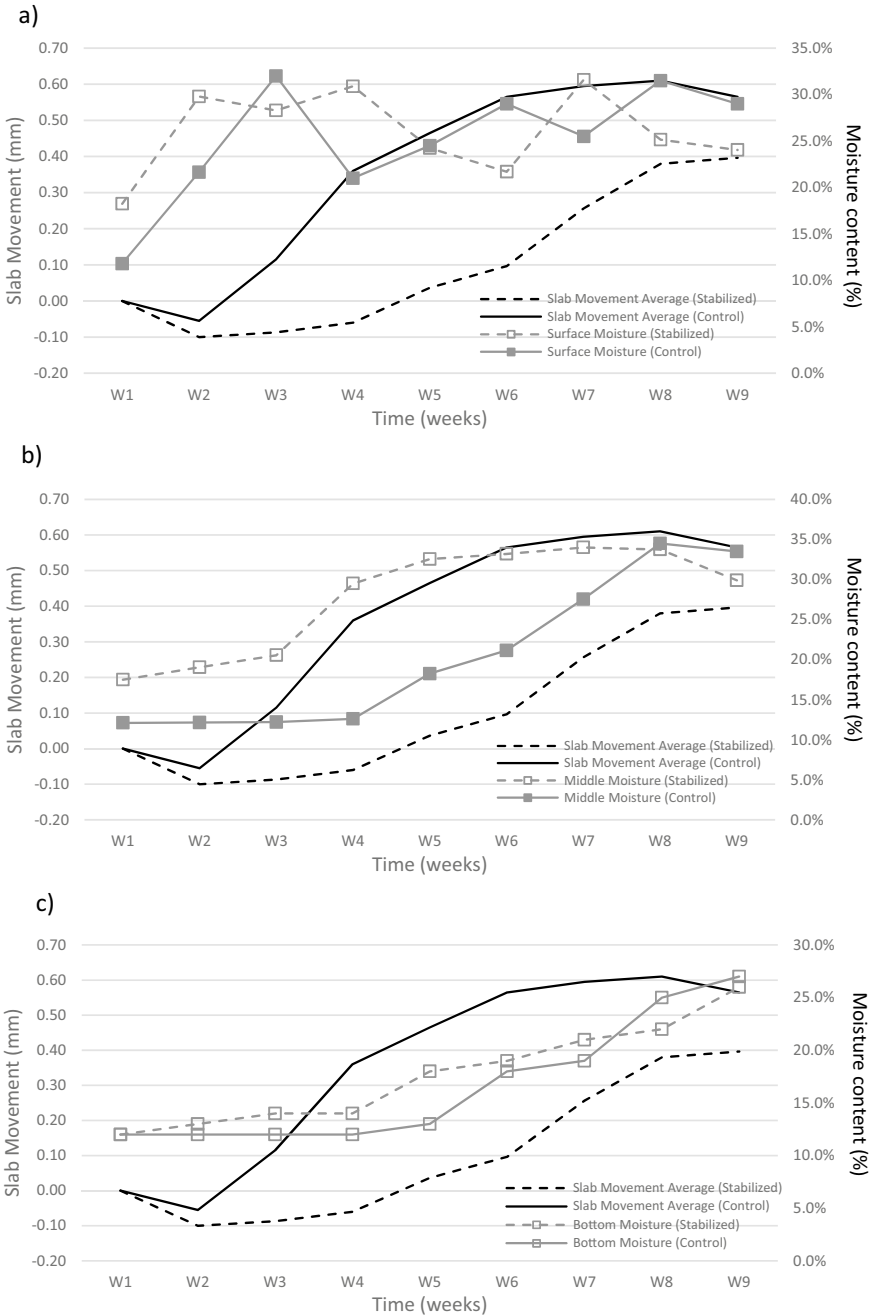 a)
0.70 35.0%
0.60 30.0%
0.50 25.0%
0.40 20.0%
0.30 15.0%
0.20 10.0%
0.10 5.0%
0.00 0.0%
-0.10
-0.20
Slab Movement (mm)
Moisture content (%)
Slab Movement Average (Stabilized)
Slab Movement Average (Control)
Surface Moisture (Stabilized)
Surface Moisture (Control)
W1 W2 W3 W4 W5 W6 W7 W8 W9
Time (weeks)
b)
0.70 40.0%
0.60 35.0%
0.50 30.0%
0.40 25.0%
0.30 20.0%
0.20 15.0%
0.10 10.0%
0.00 5.0%
-0.10 0.0%
-0.20
Slab Movement (mm)
Moisture content (%)
Slab Movement Average (Stabilized)
Slab Movement Average (Control)
Middle Moisture (Stabilized)
Middle Moisture (Control)
W1 W2 W3 W4 W5 W6 W7 W8 W9
Time (weeks)
c)
0.70 30.0%
0.60 25.0%
0.50 20.0%
0.40 15.0%
0.30 10.0%
0.20 5.0%
0.10 0.0%
0.00
-0.10
-0.20
Slab Movement (mm)
Moisture content (%)
Slab Movement Average (Stabilized)
Slab Movement Average (Control)
Bottom Moisture (Stabilized)
Bottom Moisture (Control)
W1 W2 W3 W4 W5 W6 W7 W8 W9
Time (weeks)